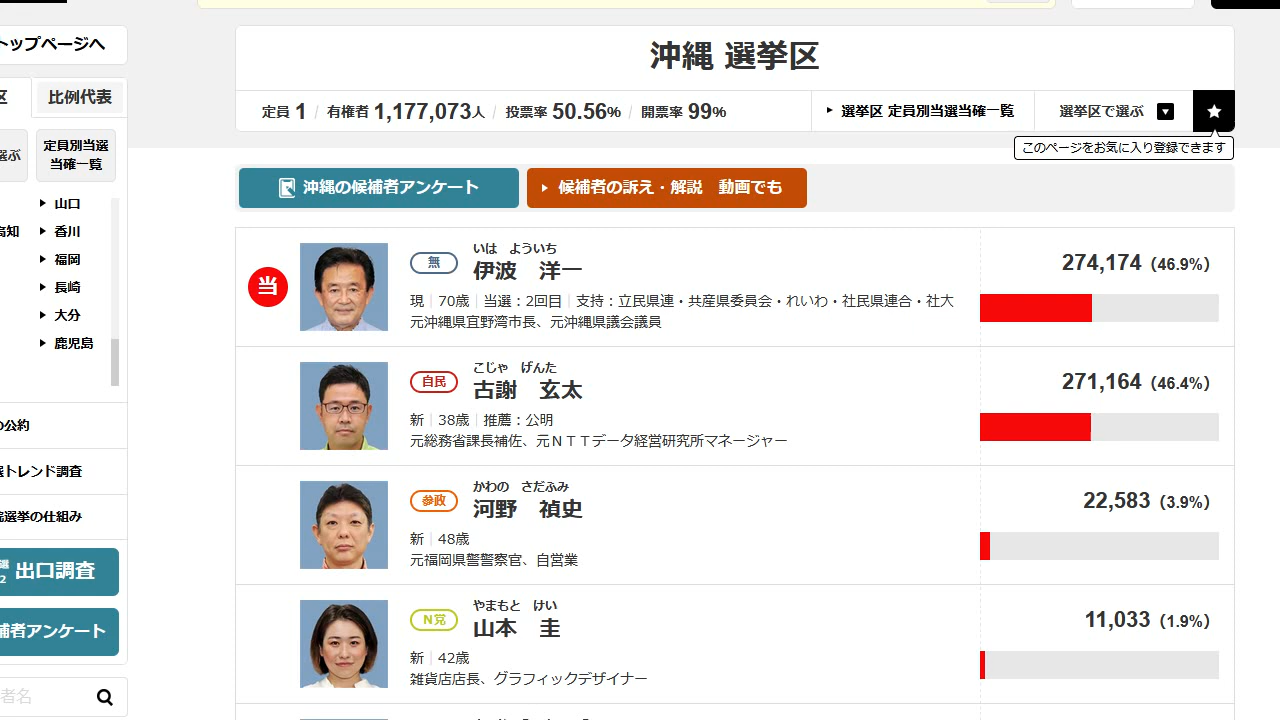 トップページへ
区
比例代表
選ぶ
定員別当選
当確一覧
山口
高知
香川
福岡
長崎
大分
鹿児島
の公約
選トレンド調査
院選挙の仕組み
選
2
出口調査
補者アンケート
者名
沖縄 選挙区
定員 1 / 有権者 1,177,073人 / 投票率 50.56% / 開票率 99%
選挙区 定員別当選当確一覧
選挙区で選ぶ
このページをお気に入り登録できます
沖縄の候補者アンケート
候補者の訴え・解説 動画でも
当
無
いは よういち
伊波 洋一
現|70歳|当選：2回目|支持：立民県連・共産県委員会・れいわ・社民県連合・社大
元沖縄県宜野湾市長、元沖縄県議会議員
274,174 (46.9%)
自民
こじゃ げんた
古謝 玄太
新|38歳|推薦：公明
元総務省課長補佐、元ＮＴＴデータ経営研究所マネージャー
271,164 (46.4%)
参政
かわの さだふみ
河野 禎史
新|48歳
元福岡県警警察官、自営業
22,583 (3.9%)
N党
やまもと けい
山本 圭
新|42歳
雑貨店店長、グラフィックデザイナー
11,033 (1.9%)